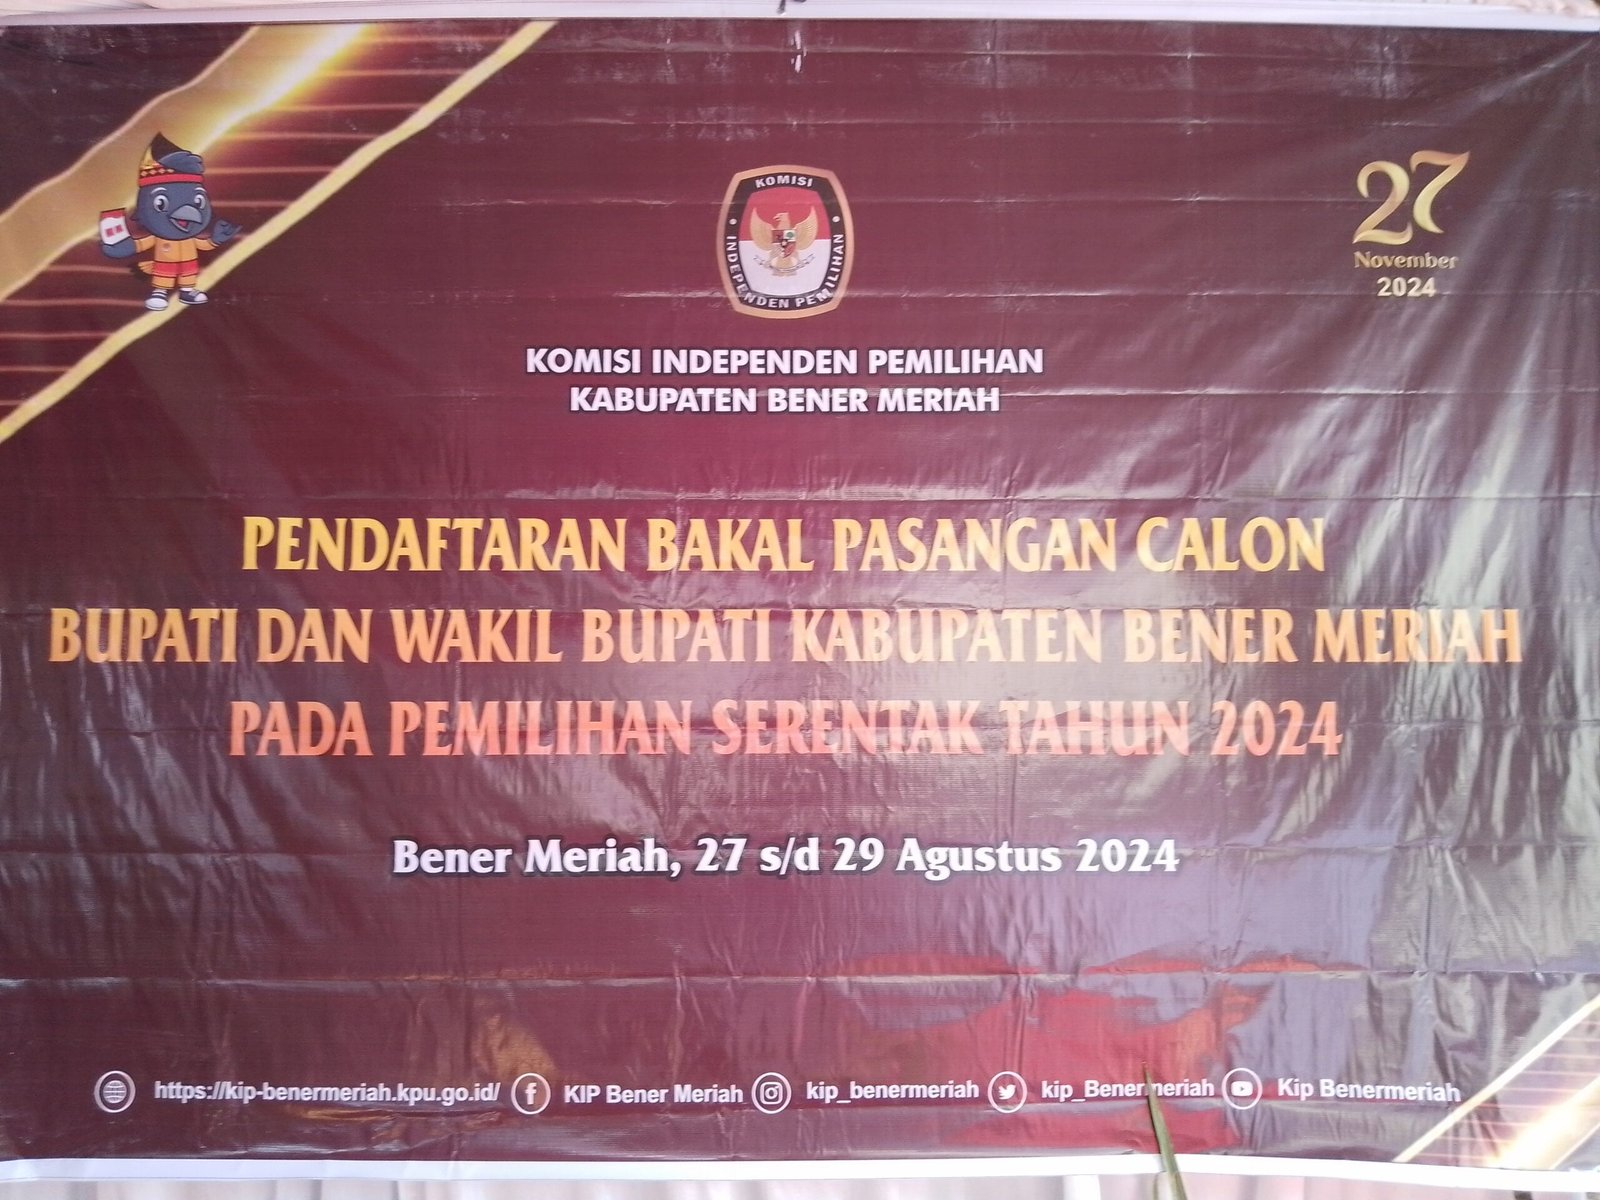 KOMISI
INDEPENDEN PEMILIHAN
27
November
2024
KOMISI INDEPENDEN PEMILIHAN
KABUPATEN BENER MERIAH
PENDAFTARAN BAKAL PASANGAN CALON
BUPATI DAN WAKIL BUPATI KABUPATEN BENER MERIAH
PADA PEMILIHAN SERENTAK TAHUN 2024
Bener Meriah, 27 s/d 29 Agustus 2024
https://kip-benermeriah.kpu.go.id/ KIP Bener Meriah kip_benermeriah kip_Benermeriah Kip Benermeriah